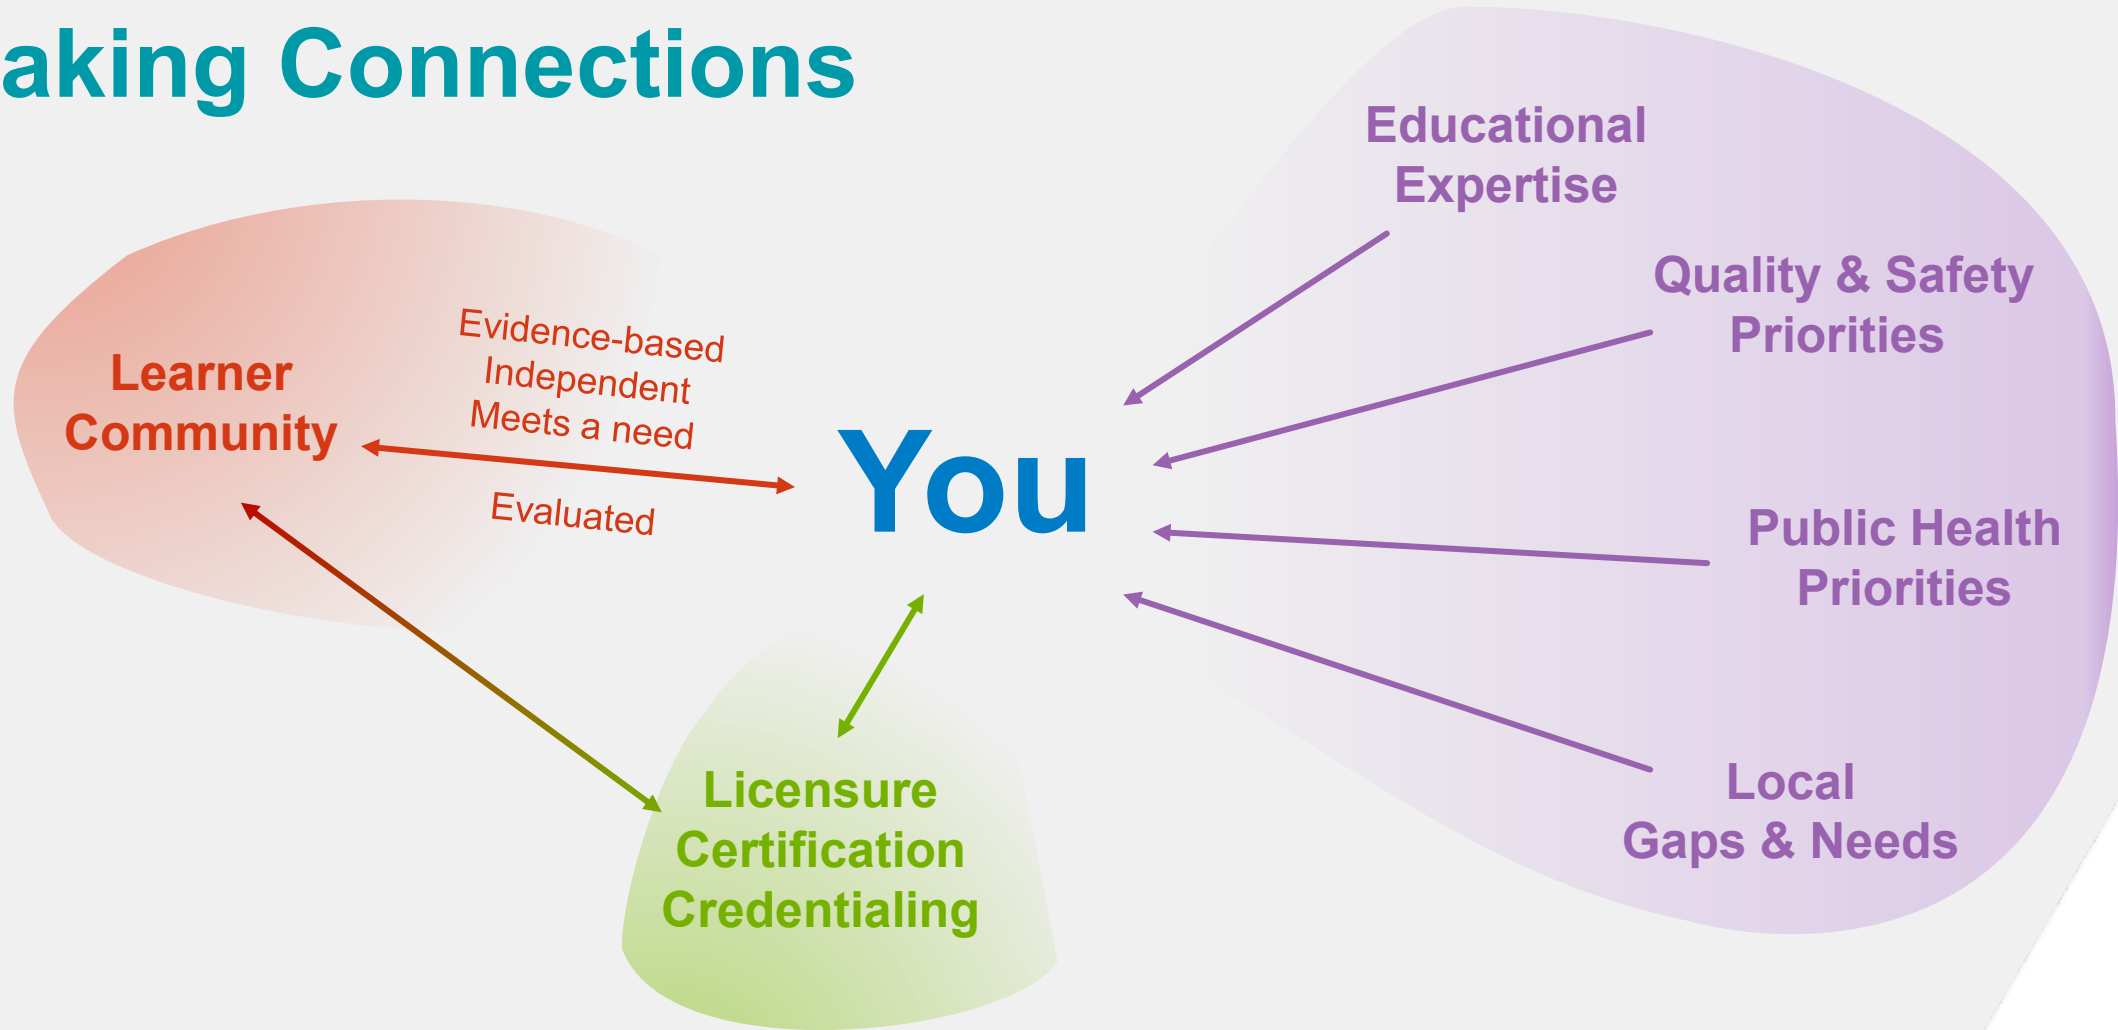 aking Connections
Educational
Expertise
Quality & Safety
Priorities
Evidence-based
Independent
Meets a need
Learner
Community
You
Evaluated
Public Health
Priorities
Licensure
Certification
Credentialing
Local
Gaps & Needs